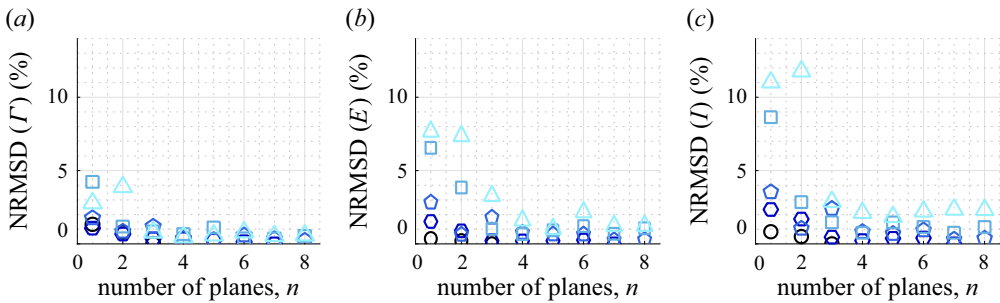 (a)
NRMSD (Γ) (%)
10
5
0
0 2 4 6 8
number of planes, n
(b)
NRMSD (E) (%)
10
5
0
0 2 4 6 8
number of planes, n
(c)
NRMSD (I) (%)
10
5
0
0 2 4 6 8
number of planes, n